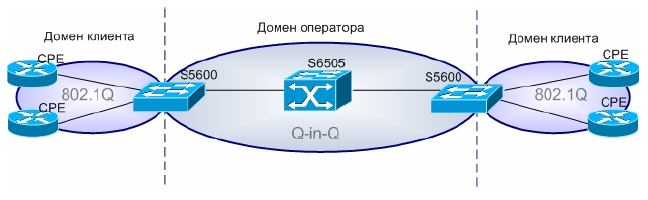 Домен клиента
Домен оператора
Домен клиента
CPE
S5600
S6505
S5600
CPE
802.1Q
802.1Q
CPE
CPE
Q-in-Q